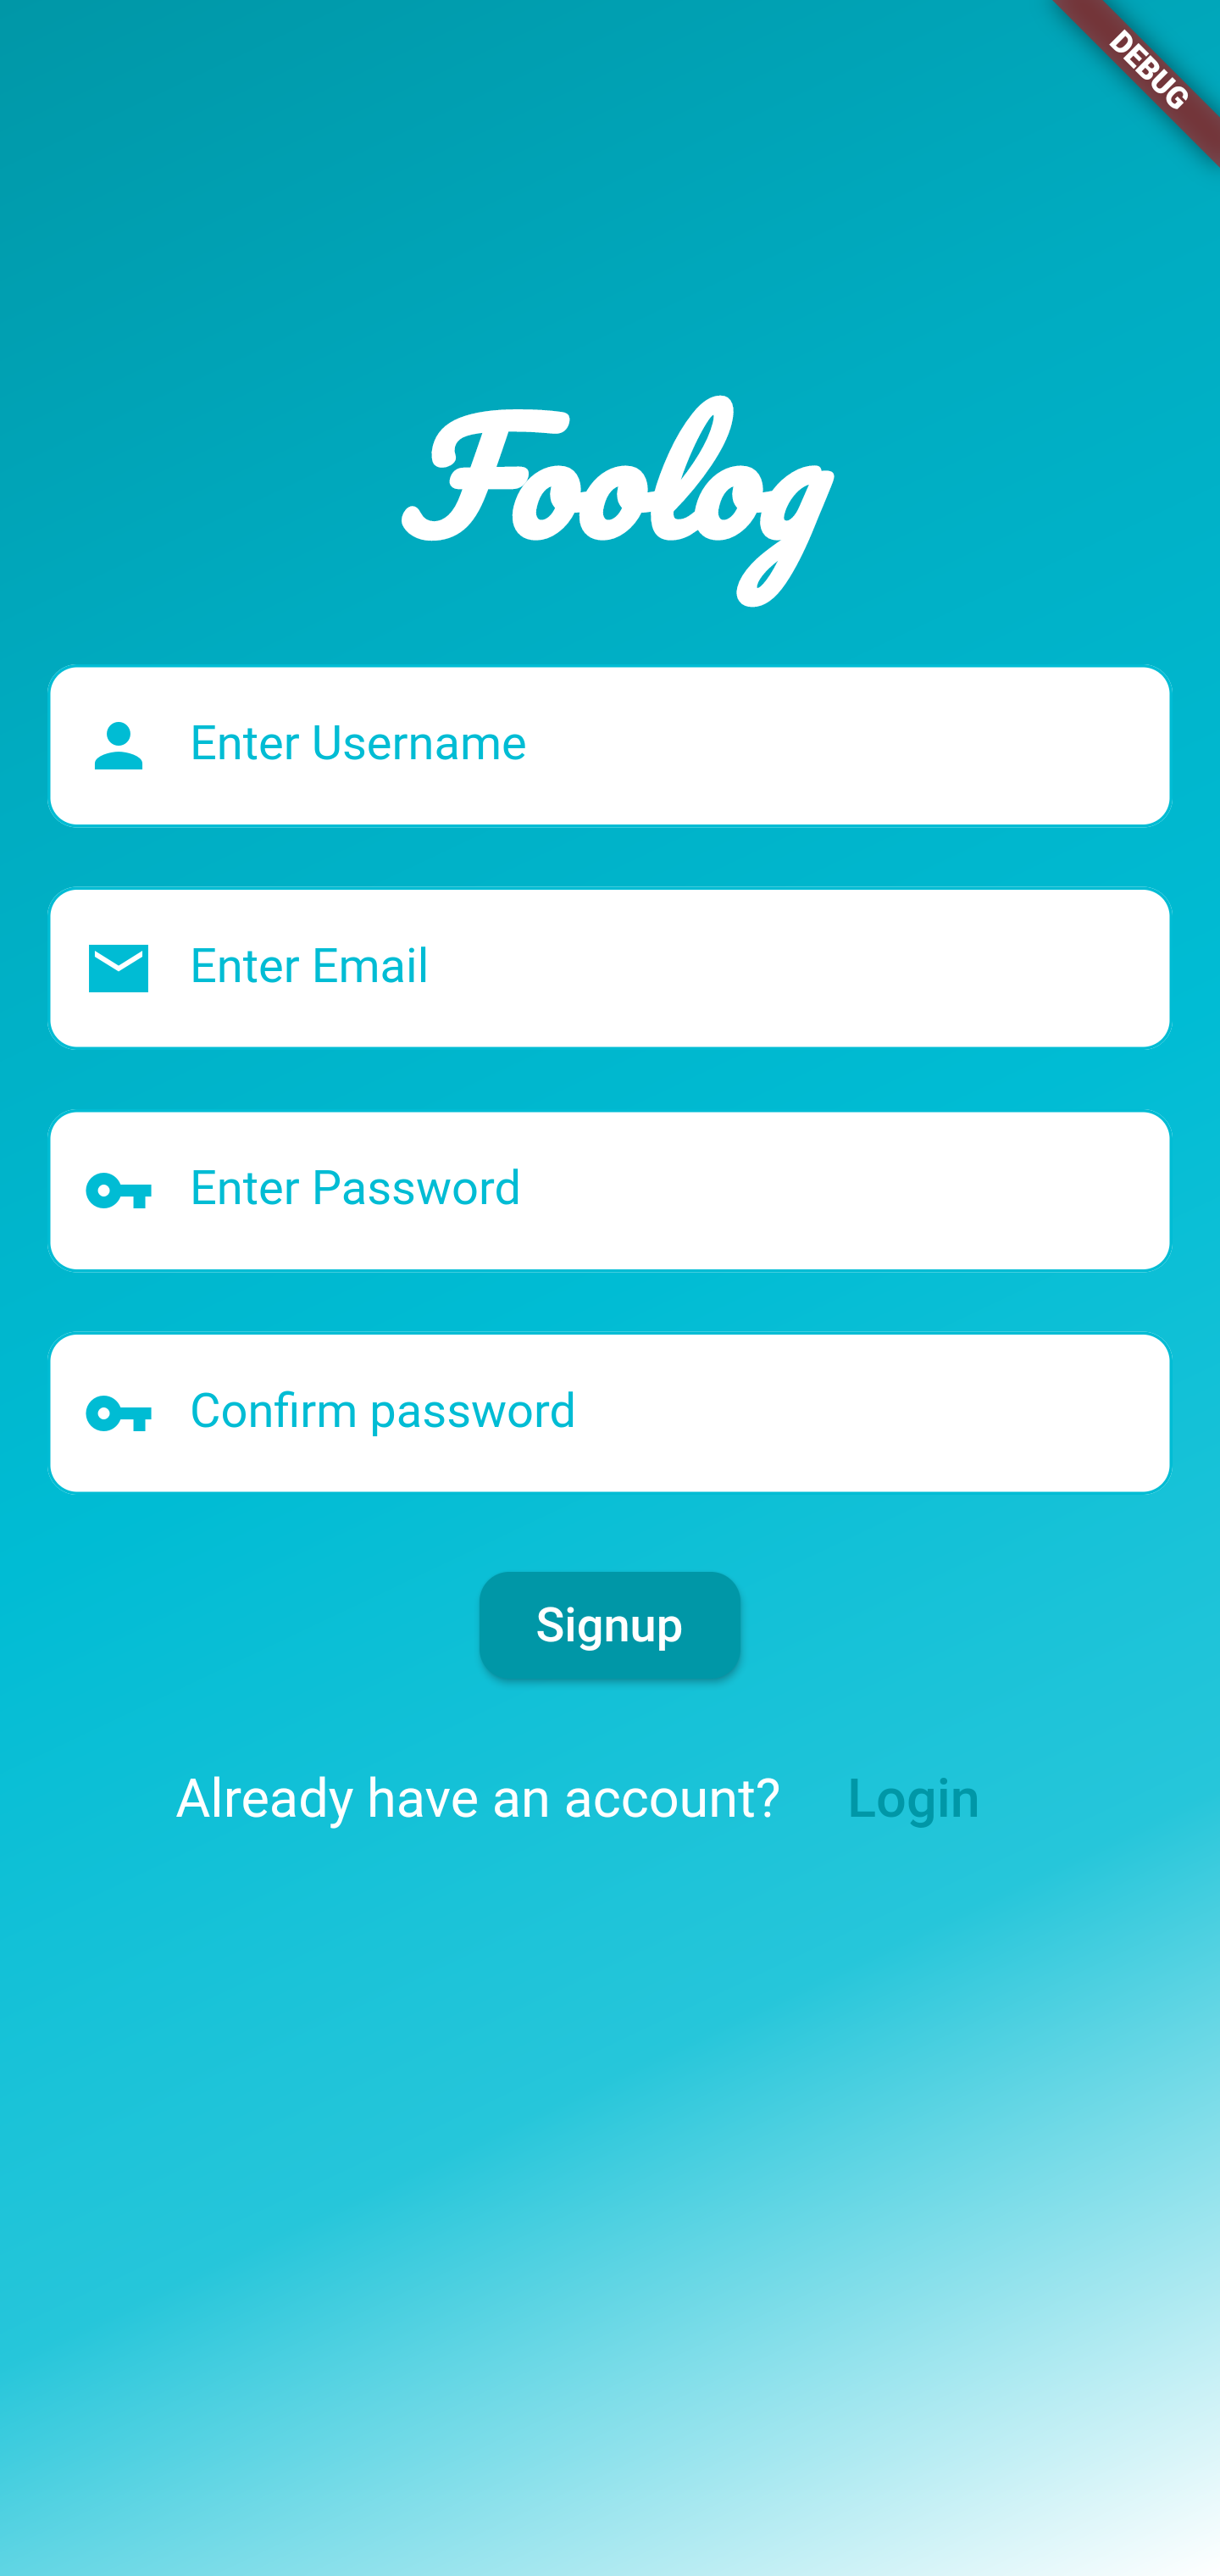 DEBUG
Foolog
Enter Username
Enter Email
Enter Password
Confirm password
Signup
Already have an account? Login